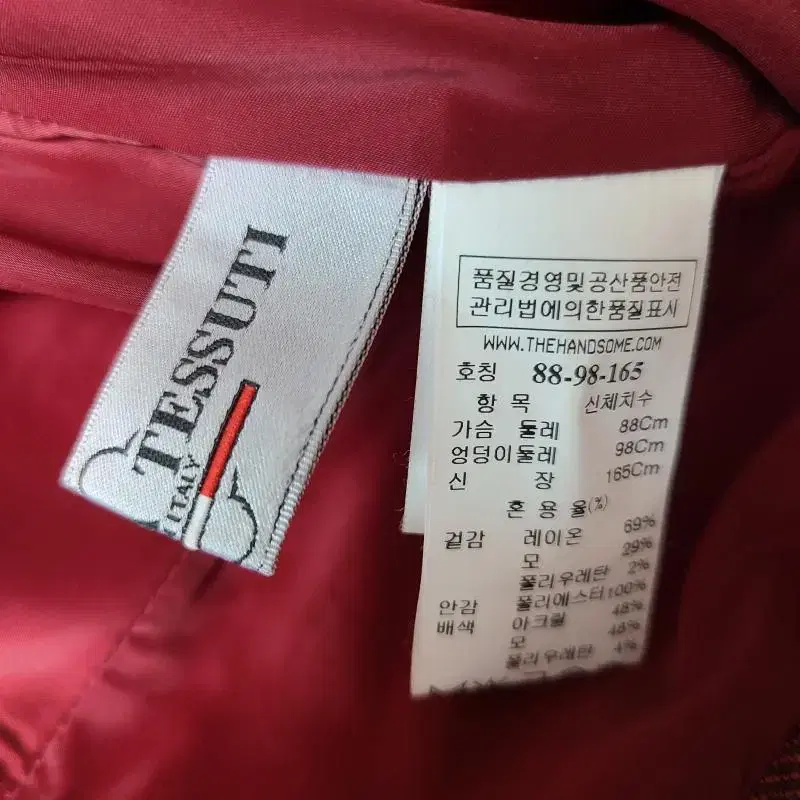 TESSUTI
ITALY
품질경영및공산품안전
관리법에의한품질표시
WWW.THEHANDSOME.COM
호칭 88-98-165
항 목 신체치수
가슴 둘레 88Cm
엉덩이둘레 98Cm
신 장 165Cm
혼 용 율(%)
겉감 레이온 69%
모 29%
폴리우레탄 2%
안감 폴리에스터 100%
배색 아크릴 48%
모 48%
폴리우레탄 4%